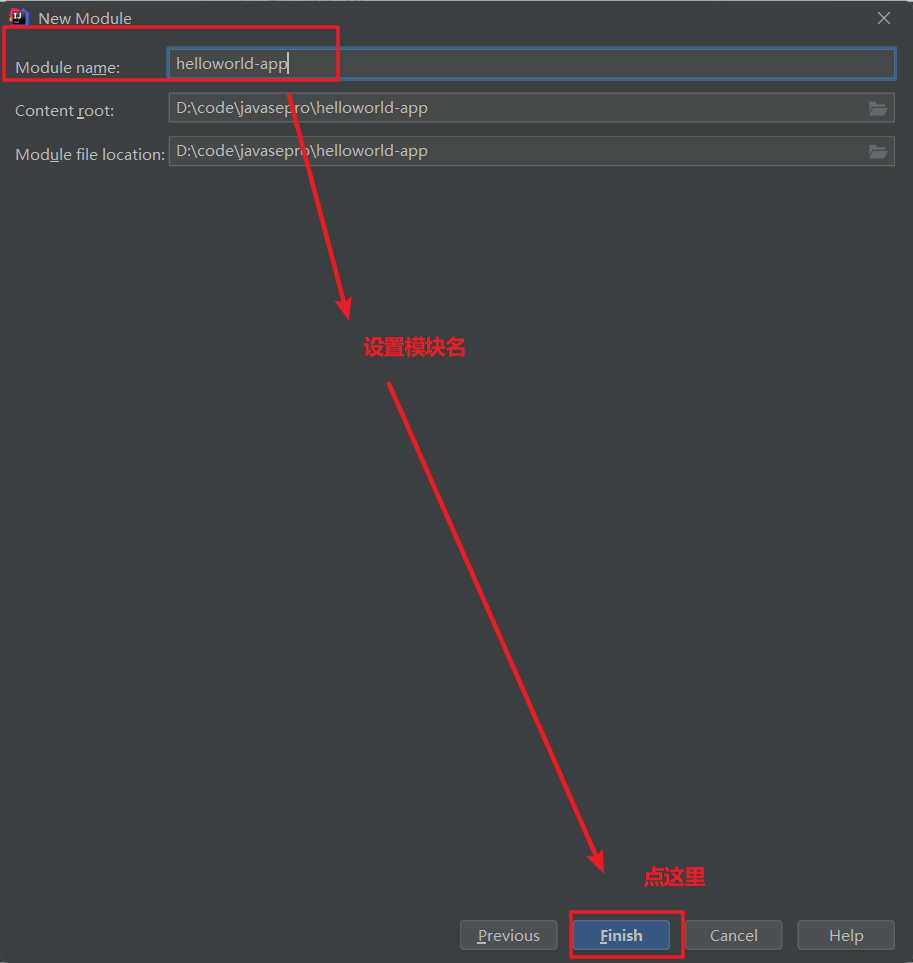 New Module
Module name: helloworld-app
Content root: D:\code\javasepro\helloworld-app
Module file location: D:\code\javasepro\helloworld-app
设置模块名
点这里
Previous Finish Cancel Help